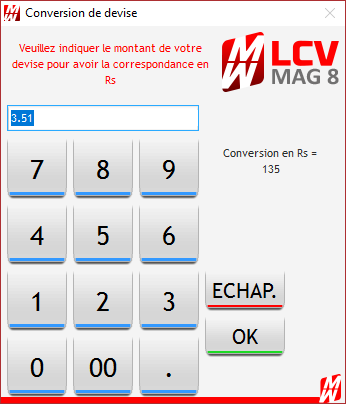 Conversion de devise
Veuillez indiquer le montant de votre
devise pour avoir la correspondance en
Rs
LCV
MAG 8
3.51
Conversion en Rs =
135
7 8 9
4 5 6
1 2 3
ECHAP.
0 00 .
OK